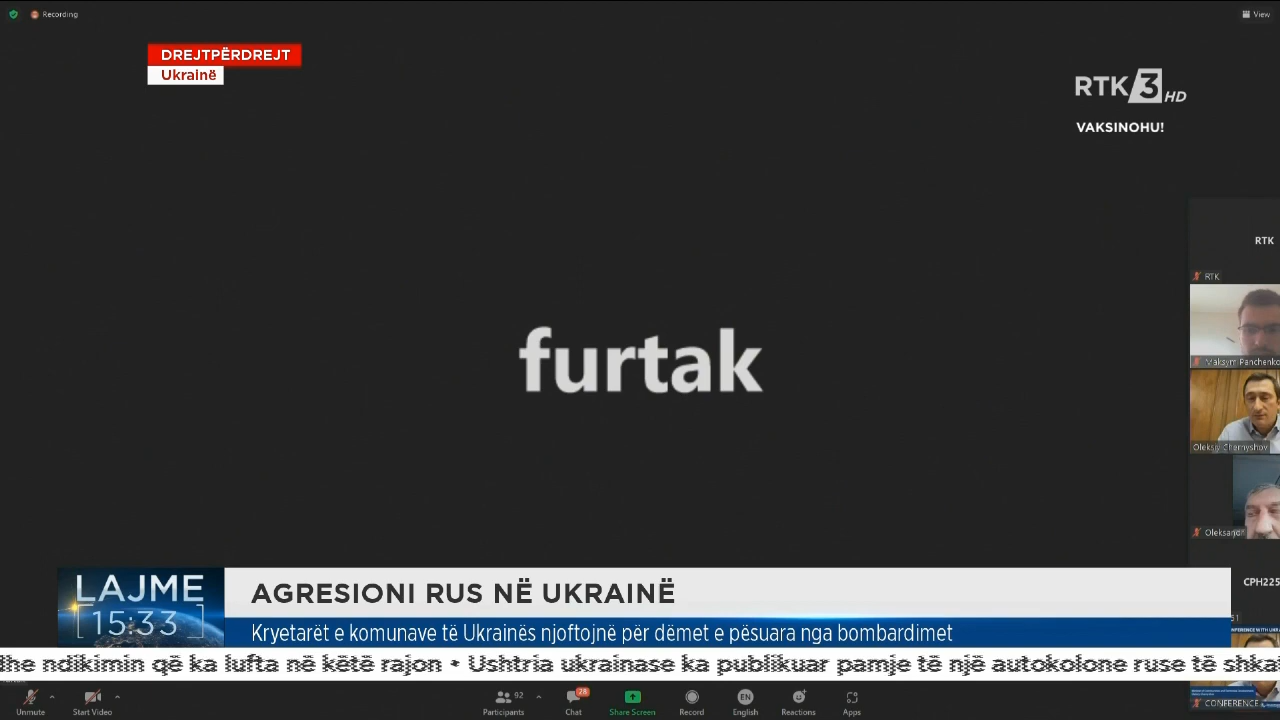 Recording
View
DREJTPËRDREJT
Ukrainë
RTK 3 HD
VAKSINOHU!
RTK
RTK
furtak
Maksym Panchenko
Oleksiy Chernyshov
Oleksandr
CPH225
LAJME
15:33
AGRESIONI RUS NË UKRAINË
Kryetarët e komunave të Ukrainës njoftojnë për dëmet e pësuara nga bombardimet
dhe ndikimin që ka lufta në këtë rajon • Ushtria ukrainase ka publikuar pamje të një autokolone ruse të
Unmute
Start Video
92
Participants
28
Chat
Share Screen
Record
EN
English
Reactions
Apps
CONFERENCE